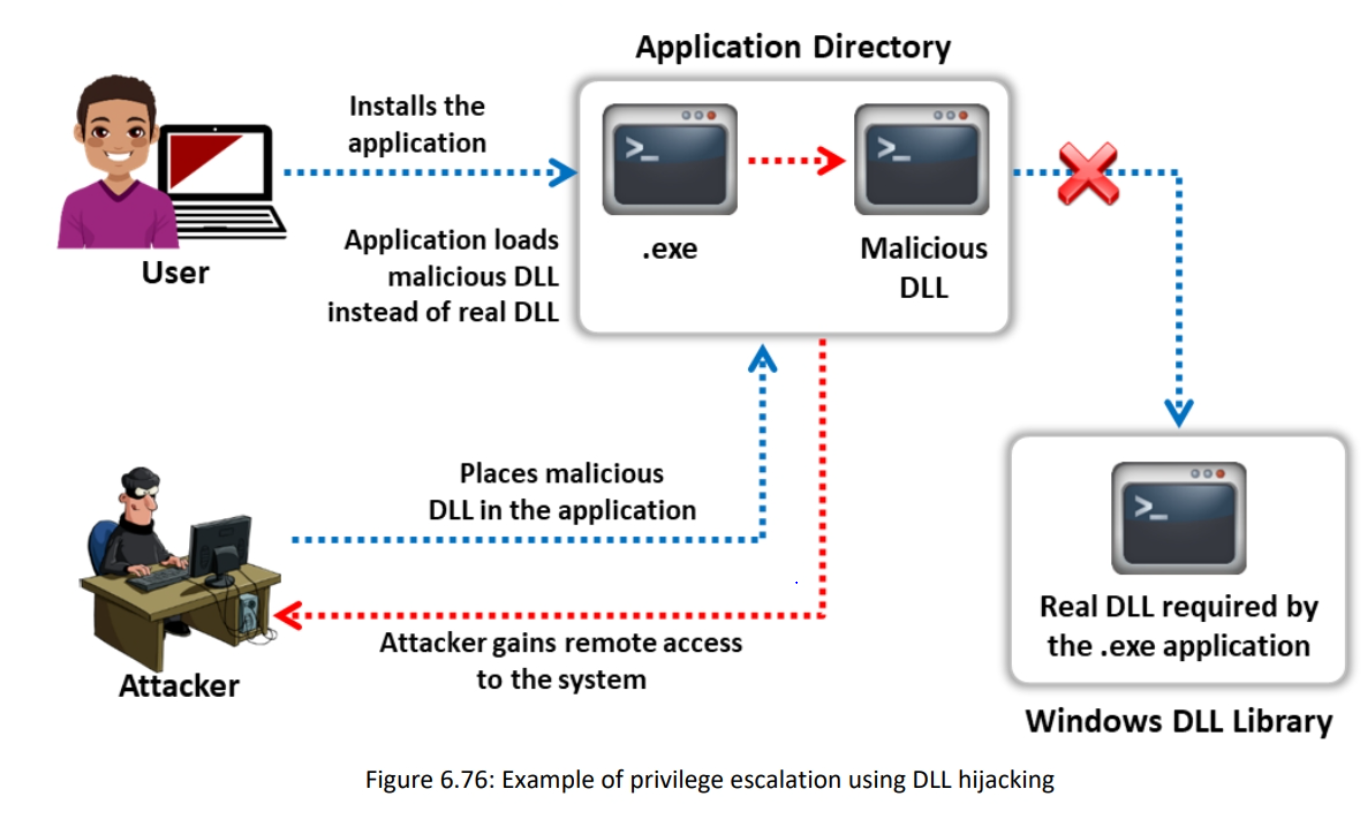 Application Directory
Installs the
application
>_
>_
.exe
Malicious
DLL
Application loads
malicious DLL
instead of real DLL
User
Places malicious
DLL in the application
Attacker gains remote access
to the system
Attacker
>_
Real DLL required by
the .exe application
Windows DLL Library
Figure 6.76: Example of privilege escalation using DLL hijacking